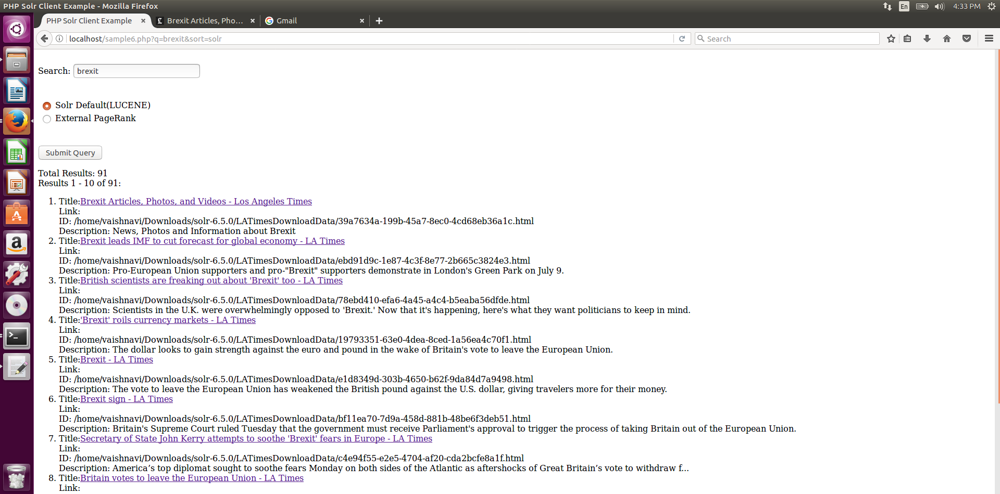 PHP Solr Client Example - Mozilla Firefox
En
4:33 PM
PHP Solr Client Example
Brexit Articles, Pho...
Gmail
localhost/sample6.php?q=brexit&sort=solr
Search
Search: brexit
Solr Default(LUCENE)
External PageRank
Submit Query
Total Results: 91
Results 1 - 10 of 91:
1. Title:Brexit Articles, Photos, and Videos - Los Angeles Times
Link:
ID: /home/vaishnavi/Downloads/solr-6.5.0/LATimesDownloadData/39a7634a-199b-45a7-8ec0-4cd68eb36a1c.html
Description: News, Photos and Information about Brexit
2. Title:Brexit leads IMF to cut forecast for global economy - LA Times
Link:
ID: /home/vaishnavi/Downloads/solr-6.5.0/LATimesDownloadData/ebd91d9c-1e87-4c3f-8e77-2b665c3824e3.html
Description: Pro-European Union supporters and pro-"Brexit" supporters demonstrate in London's Green Park on July 9.
3. Title:British scientists are freaking out about 'Brexit' too - LA Times
Link:
ID: /home/vaishnavi/Downloads/solr-6.5.0/LATimesDownloadData/78ebd410-efa6-4a45-a4c4-b5eaba56dfde.html
Description: Scientists in the U.K. were overwhelmingly opposed to 'Brexit.' Now that it's happening, here's what they want politicians to keep in mind.
4. Title:'Brexit' roils currency markets - LA Times
Link:
ID: /home/vaishnavi/Downloads/solr-6.5.0/LATimesDownloadData/19793351-63e0-4dea-8ced-1a56ea4c70f1.html
Description: The dollar looks to gain strength against the euro and pound in the wake of Britain's vote to leave the European Union.
5. Title:Brexit - LA Times
Link:
ID: /home/vaishnavi/Downloads/solr-6.5.0/LATimesDownloadData/e1d8349d-303b-4650-b62f-9da84d7a9498.html
Description: The vote to leave the European Union has weakened the British pound against the U.S. dollar, giving travelers more for their money.
6. Title:Brexit sign - LA Times
Link:
ID: /home/vaishnavi/Downloads/solr-6.5.0/LATimesDownloadData/bf11ea70-7d9a-458d-881b-48be6f3deb51.html
Description: Britain's Supreme Court ruled Tuesday that the government must receive Parliament's approval to trigger the process of taking Britain out of the European Union.
7. Title:Secretary of State John Kerry attempts to soothe 'Brexit' fears in Europe - LA Times
Link:
ID: /home/vaishnavi/Downloads/solr-6.5.0/LATimesDownloadData/c4e94f55-e2e5-4704-af20-cda2bcfe8a1f.html
Description: America’s top diplomat sought to soothe fears Monday on both sides of the Atlantic as aftershocks of Great Britain’s vote to withdraw f...
8. Title:Britain votes to leave the European Union - LA Times
Link: